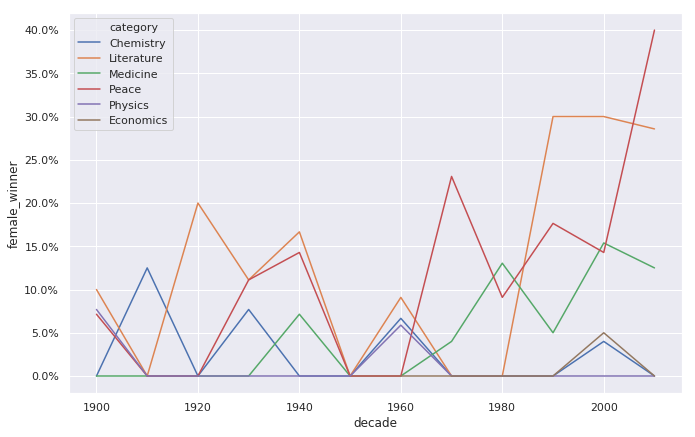 category
Chemistry
Literature
Medicine
Peace
Physics
Economics
40.0%
35.0%
30.0%
25.0%
20.0%
15.0%
10.0%
5.0%
0.0%
female_winner
1900 1920 1940 1960 1980 2000
decade